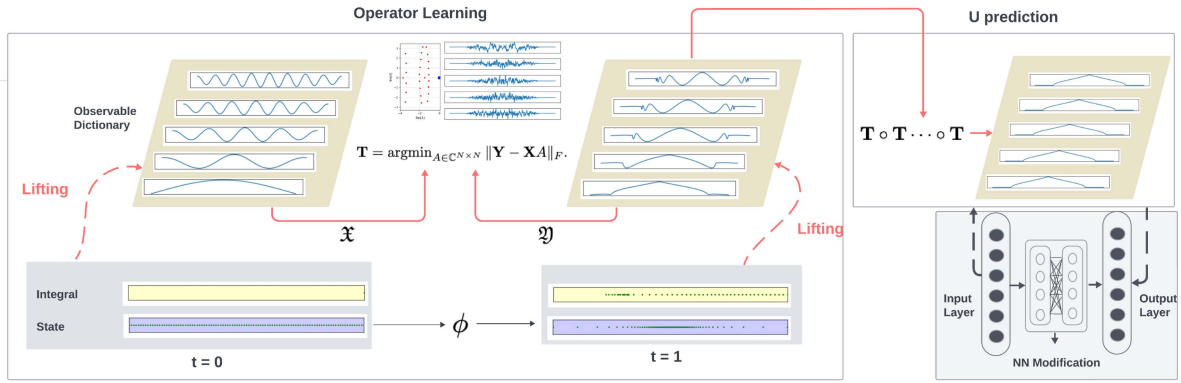 Operator Learning
U prediction
Observable
Dictionary
T = argmin_{A∈ℂ^{N×N}} ‖Y − XA‖_F.
T ∘ T ⋯ ∘ T
Lifting
𝔛
𝔜
Lifting
Integral
State
ϕ
t = 0
t = 1
Input
Layer
Output
Layer
NN Modification